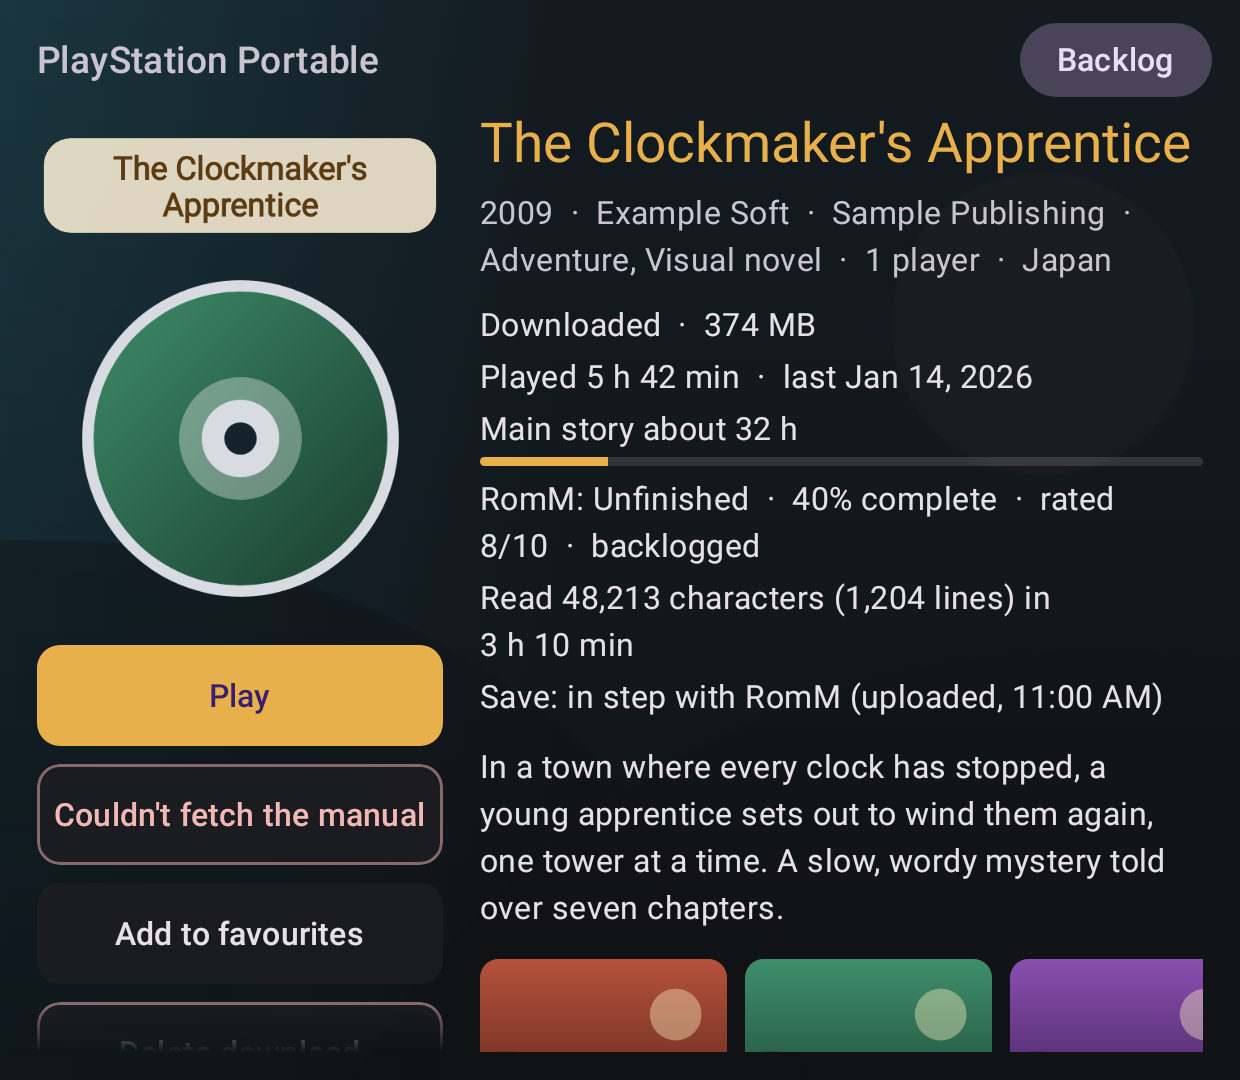 PlayStation Portable
Backlog
The Clockmaker's
Apprentice
Play
Couldn't fetch the manual
Add to favourites
Delete download
The Clockmaker's Apprentice
2009 · Example Soft · Sample Publishing ·
Adventure, Visual novel · 1 player · Japan
Downloaded · 374 MB
Played 5 h 42 min · last Jan 14, 2026
Main story about 32 h
RomM: Unfinished · 40% complete · rated
8/10 · backlogged
Read 48,213 characters (1,204 lines) in
3 h 10 min
Save: in step with RomM (uploaded, 11:00 AM)
In a town where every clock has stopped, a
young apprentice sets out to wind them again,
one tower at a time. A slow, wordy mystery told
over seven chapters.